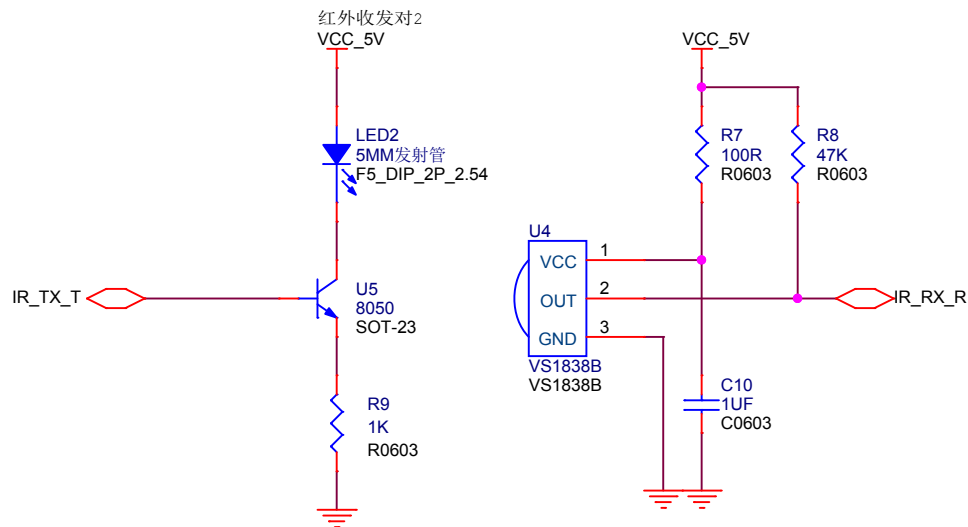 红外收发对2
VCC_5V
LED2
5MM发射管
F5_DIP_2P_2.54
IR_TX_T
U5
8050
SOT-23
R9
1K
R0603
VCC_5V
R7
100R
R0603
R8
47K
R0603
U4
VCC
1
OUT
2
GND
3
VS1838B
VS1838B
IR_RX_R
C10
1UF
C0603